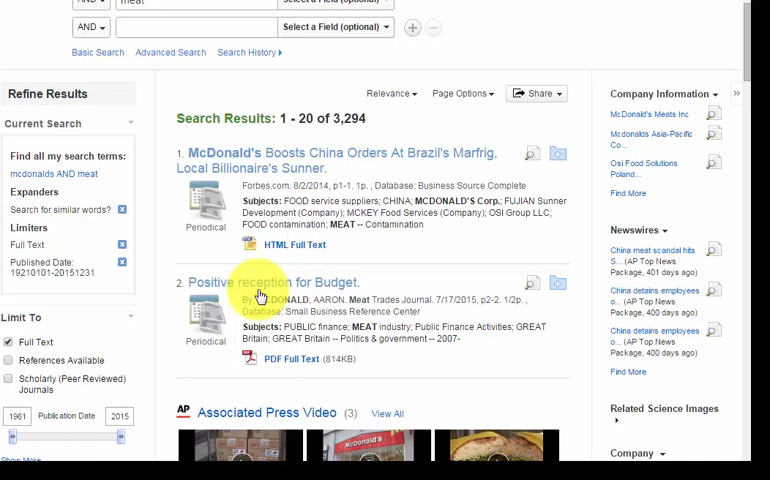 AND meat Select a Field (optional)
AND Select a Field (optional)
Basic Search Advanced Search Search History
Refine Results
Current Search
Find all my search terms:
mcdonalds AND meat
Expanders
Search for similar words?
Limiters
Full Text
Published Date:
19210101-20151231
Limit To
Full Text
References Available
Scholarly (Peer Reviewed)
Journals
1961 Publication Date 2015
Show More
Relevance Page Options Share
Search Results: 1 - 20 of 3,294
1. McDonald's Boosts China Orders At Brazil's Marfrig,
Local Billionaire's Sunner.
Forbes.com. 8/2/2014, p1-1. 1p. , Database: Business Source Complete
Subjects: FOOD service suppliers; CHINA; MCDONALD'S Corp.; FUJIAN Sunner
Development (Company); MCKEY Food Services (Company); OSI Group LLC;
FOOD contamination; MEAT -- Contamination
Periodical
HTML Full Text
2. Positive reception for Budget.
By: MCDONALD, AARON. Meat Trades Journal. 7/17/2015, p2-2. 1/2p. ,
Database: Small Business Reference Center
Subjects: PUBLIC finance; MEAT industry; Public Finance Activities; GREAT
Britain; GREAT Britain -- Politics & government -- 2007-
Periodical
PDF Full Text (814KB)
AP Associated Press Video (3) View All
McDonald's
Company Information »
McDonald's Meats Inc
Mcdonalds Asia-Pacific
Co...
Osi Food Solutions
Poland...
Find More
Newswires
China meat scandal hits
S... (AP Top News
Package, 401 days ago)
China detains employees
o... (AP Top News
Package, 400 days ago)
China detains employees
o... (AP Top News
Package, 400 days ago)
Find More
Related Science Images
Company